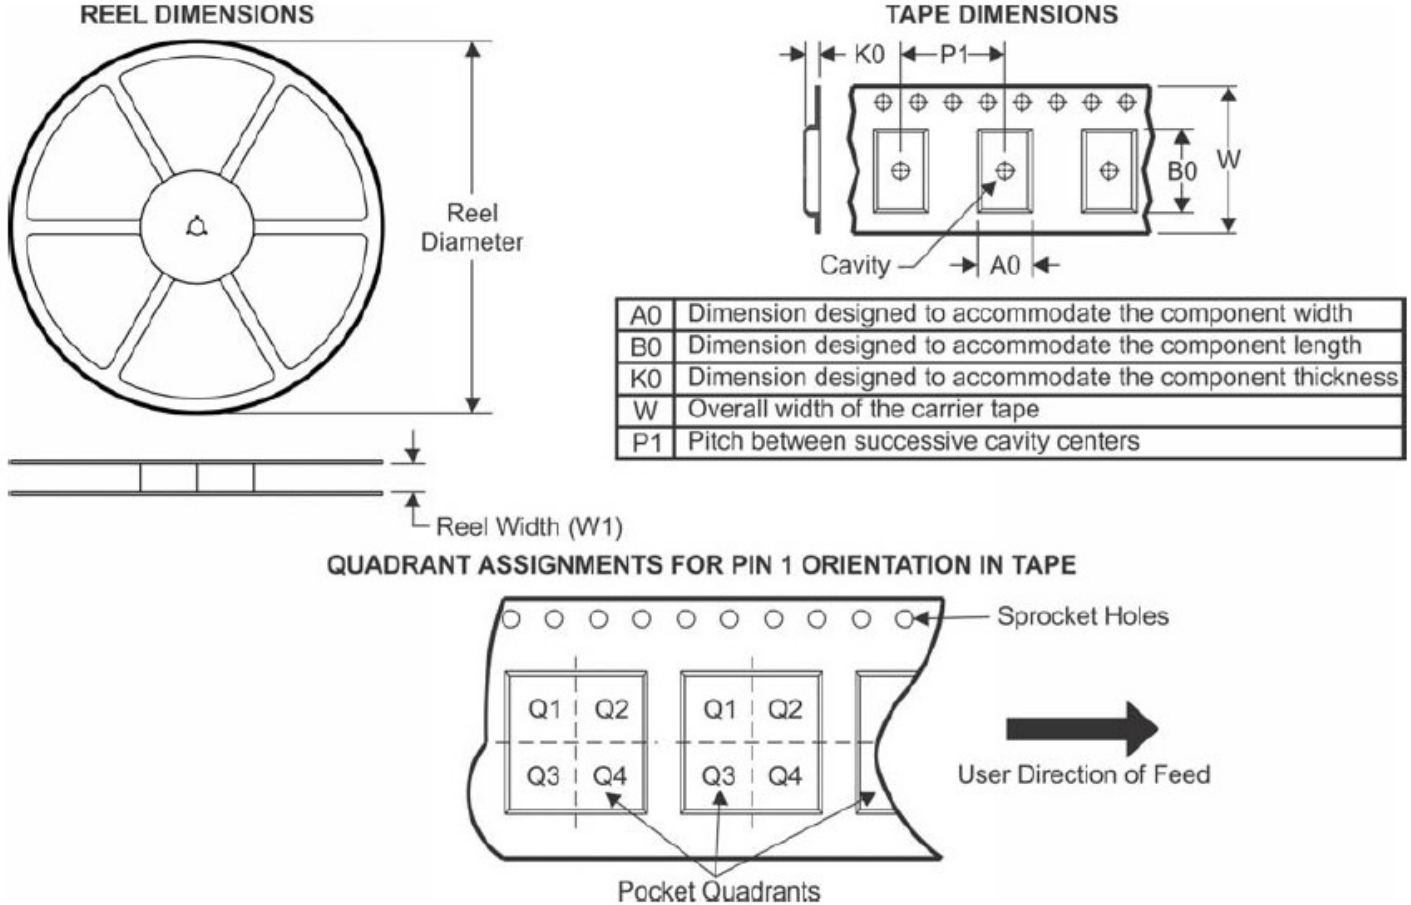 REEL DIMENSIONS
Reel
Diameter
Reel Width (W1)
TAPE DIMENSIONS
K0
P1
B0
W
Cavity
A0
A0 Dimension designed to accommodate the component width
B0 Dimension designed to accommodate the component length
K0 Dimension designed to accommodate the component thickness
W Overall width of the carrier tape
P1 Pitch between successive cavity centers
QUADRANT ASSIGNMENTS FOR PIN 1 ORIENTATION IN TAPE
Sprocket Holes
Q1 Q2 Q1 Q2
Q3 Q4 Q3 Q4
User Direction of Feed
Pocket Quadrants